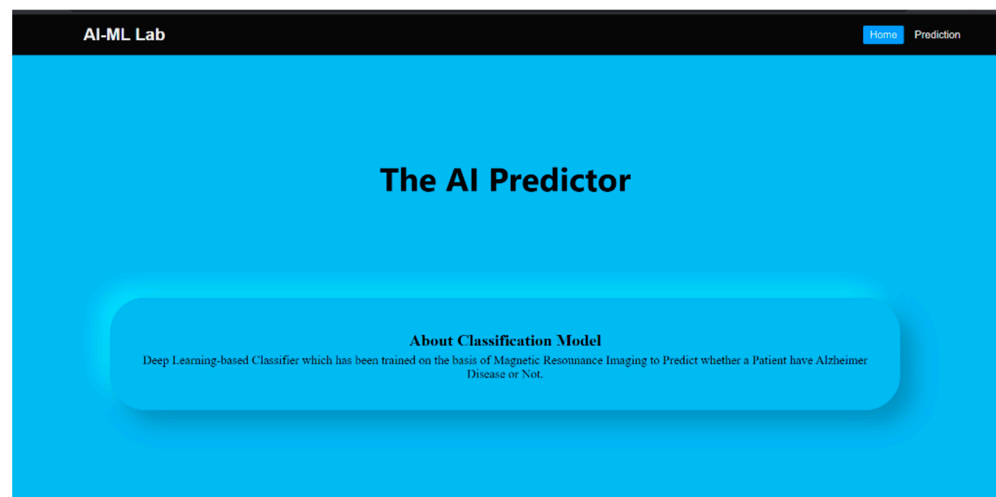 AI-ML Lab
Home Prediction
The AI Predictor
About Classification Model
Deep Learning-based Classifier which has been trained on the basis of Magnetic Resounance Imaging to Predict whether a Patient have Alzheimer
Disease or Not.